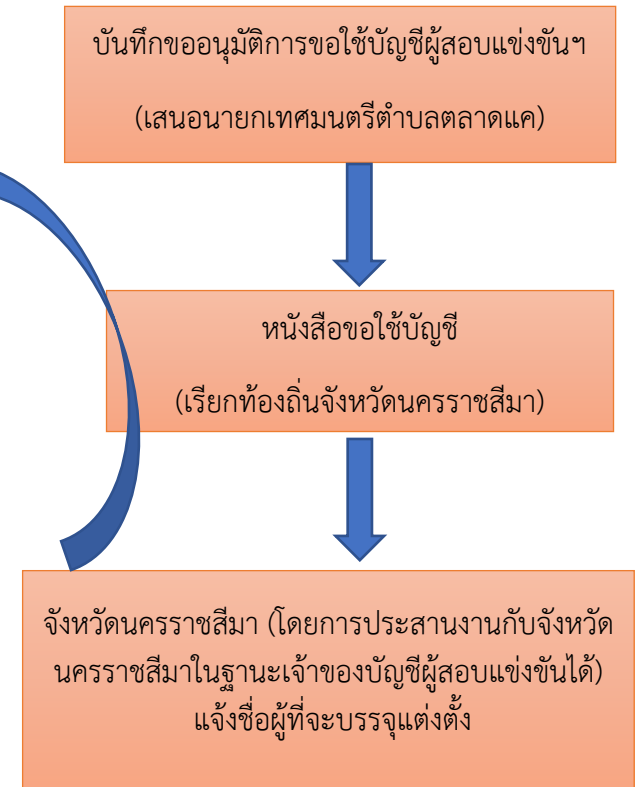 บันทึกขออนุมัติการขอใช้บัญชีผู้สอบแข่งขันฯ
(เสนอนายกเทศมนตรีตำบลตลาดแค)
หนังสือขอใช้บัญชี
(เรียกท้องถิ่นจังหวัดนครราชสีมา)
จังหวัดนครราชสีมา (โดยการประสานงานกับจังหวัด
นครราชสีมาในฐานะเจ้าของบัญชีผู้สอบแข่งขันได้)
แจ้งชื่อผู้ที่จะบรรจุแต่งตั้ง